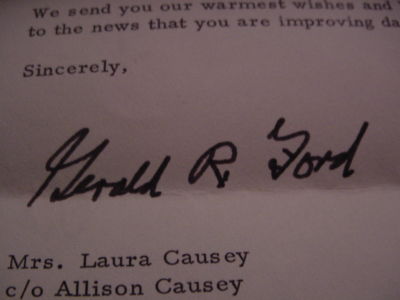 We send you our warmest wishes and
to the news that you are improving da
Sincerely,
Gerald R. Ford
Mrs. Laura Causey
c/o Allison Causey